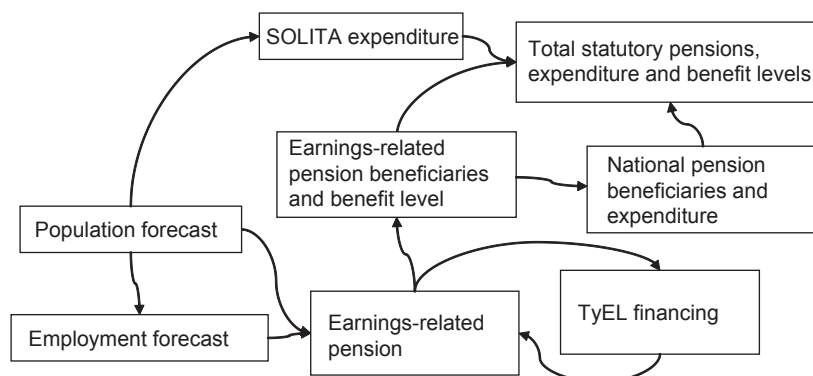 SOLITA expenditure
Total statutory pensions,
expenditure and benefit levels
Earnings-related
pension beneficiaries
and benefit level
National pension
beneficiaries and
expenditure
Population forecast
Employment forecast
Earnings-related
pension
TyEL financing